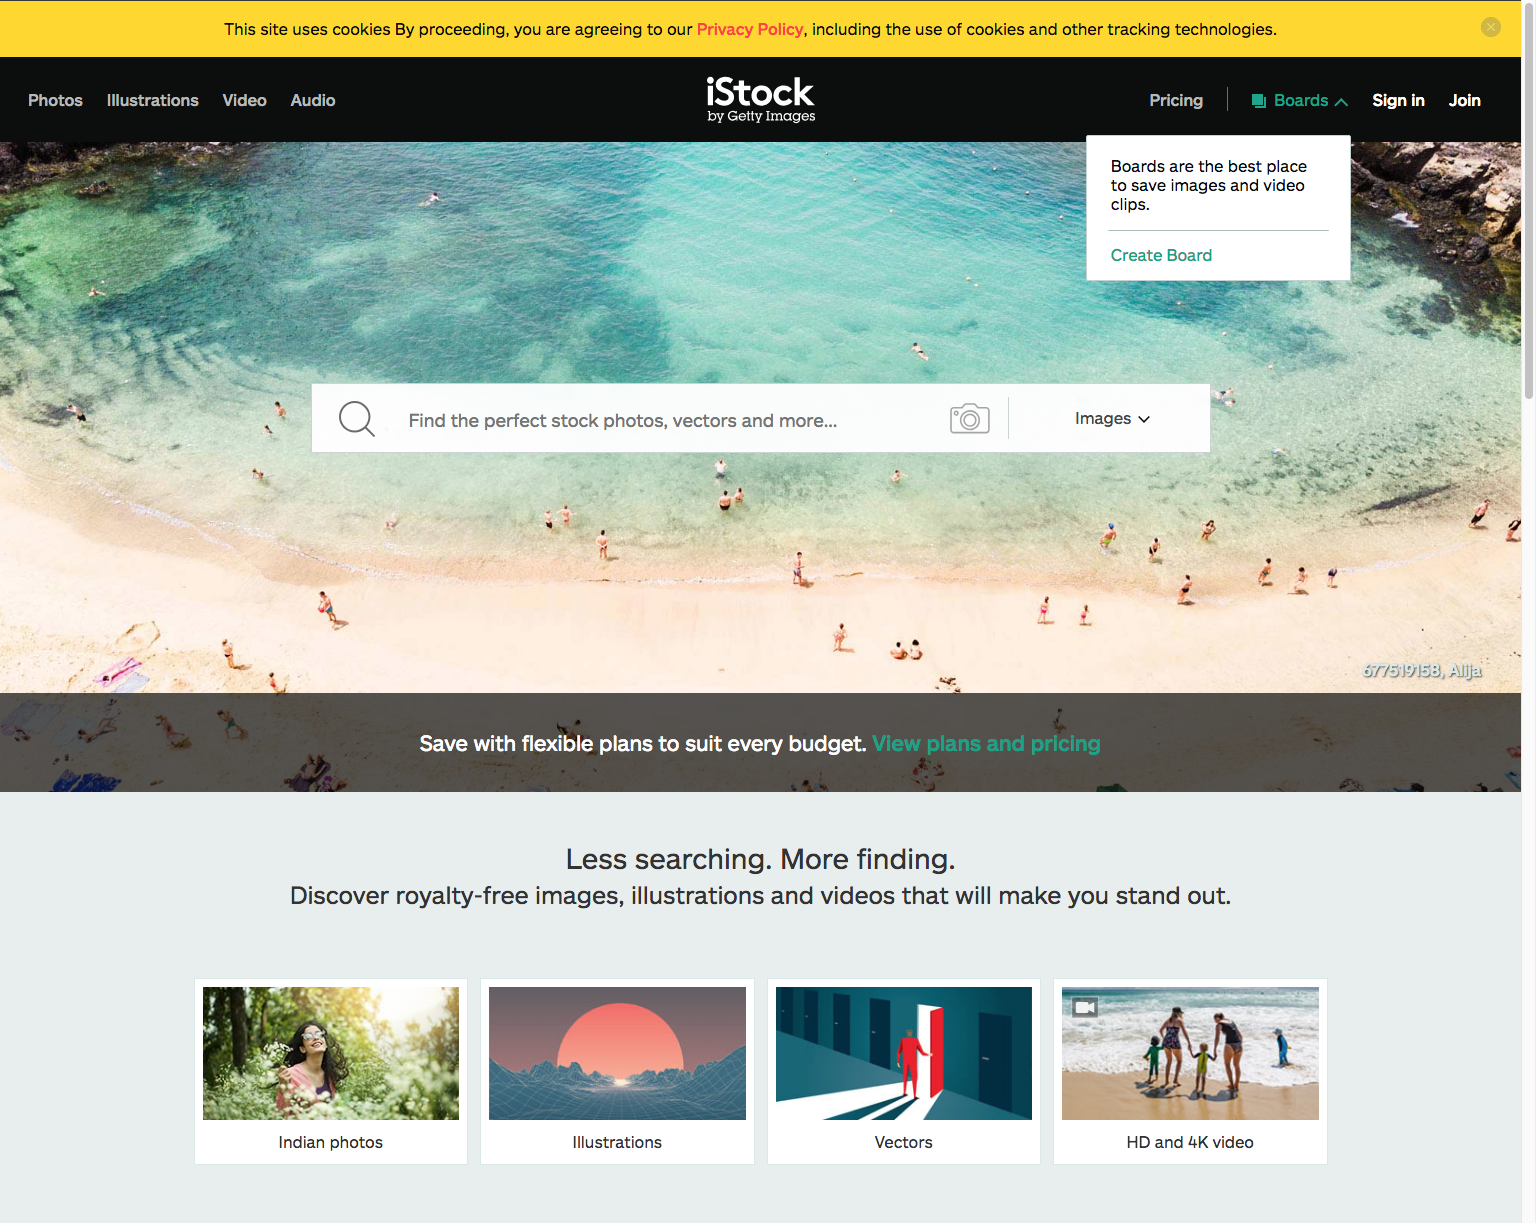 This site uses cookies By proceeding, you are agreeing to our Privacy Policy, including the use of cookies and other tracking technologies.
Photos Illustrations Video Audio
iStock
by Getty Images
Pricing Boards Sign in Join
Boards are the best place
to save images and video
clips.
Create Board
Find the perfect stock photos, vectors and more...
Images
677519158, Alija
Save with flexible plans to suit every budget. View plans and pricing
Less searching. More finding.
Discover royalty-free images, illustrations and videos that will make you stand out.
Indian photos
Illustrations
Vectors
HD and 4K video